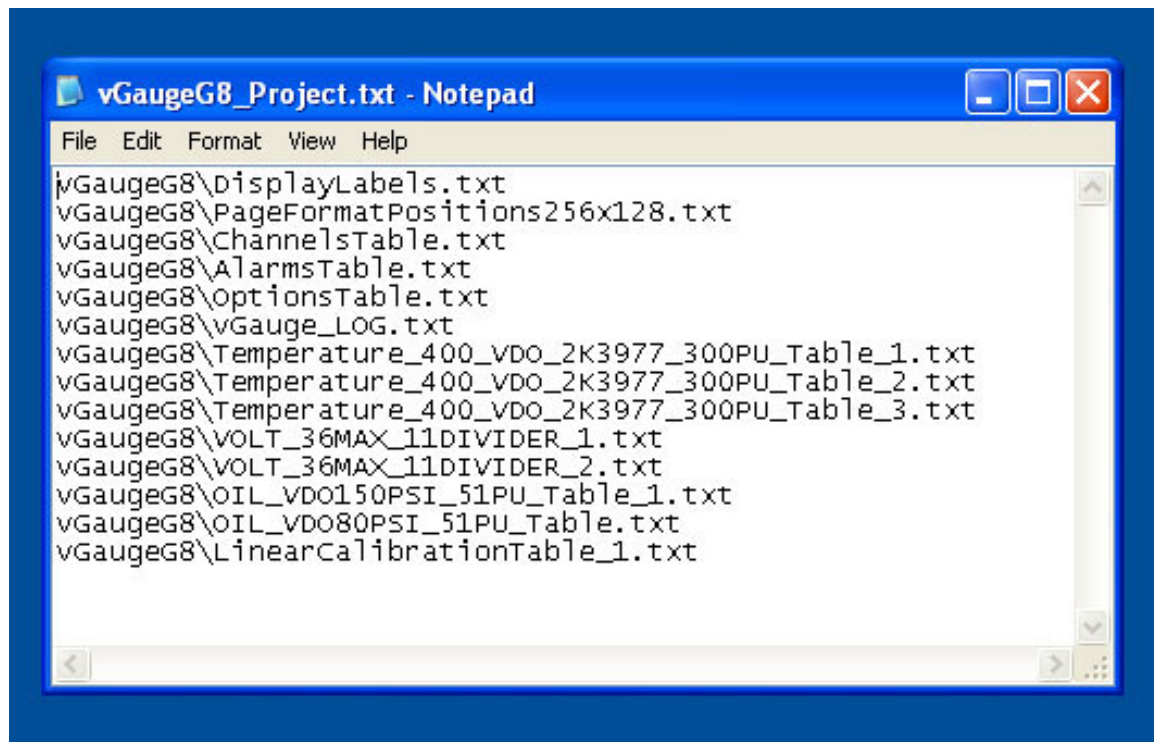 vGaugeG8_Project.txt - Notepad
File Edit Format View Help
vGaugeG8\DisplayLabels.txt
vGaugeG8\PageFormatPositions256x128.txt
vGaugeG8\ChannelsTable.txt
vGaugeG8\AlarmsTable.txt
vGaugeG8\OptionsTable.txt
vGaugeG8\vGauge_LOG.txt
vGaugeG8\Temperature_400_VDO_2K3977_300PU_Table_1.txt
vGaugeG8\Temperature_400_VDO_2K3977_300PU_Table_2.txt
vGaugeG8\Temperature_400_VDO_2K3977_300PU_Table_3.txt
vGaugeG8\VOLT_36MAX_11DIVIDER_1.txt
vGaugeG8\VOLT_36MAX_11DIVIDER_2.txt
vGaugeG8\OIL_VDO150PSI_51PU_Table_1.txt
vGaugeG8\OIL_VDO80PSI_51PU_Table.txt
vGaugeG8\LinearCalibrationTable_1.txt